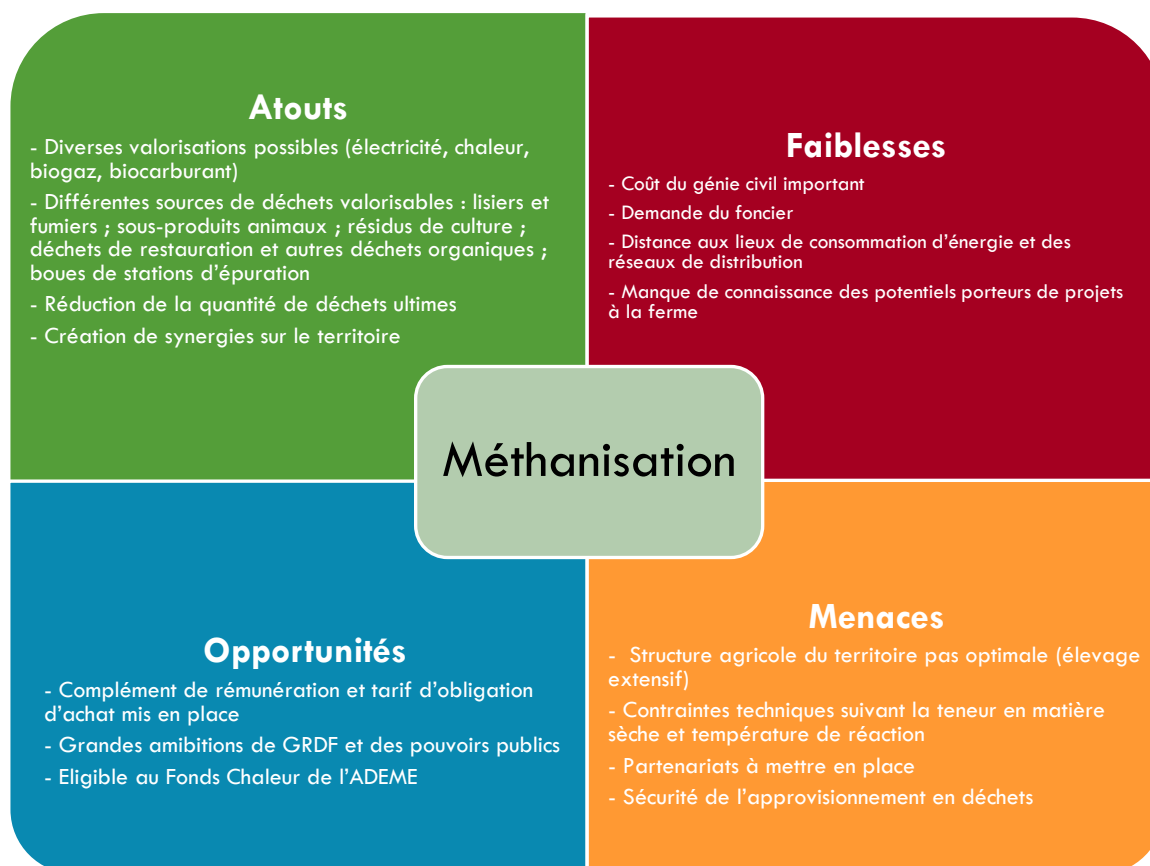 Atouts
- Diverses valorisations possibles (électricité, chaleur,
biogaz, biocarburant)
- Différentes sources de déchets valorisables : lisiers et
fumiers ; sous-produits animaux ; résidus de culture ;
déchets de restauration et autres déchets organiques ;
boues de stations d'épuration
- Réduction de la quantité de déchets ultimes
- Création de synergies sur le territoire
Faiblesses
- Coût du génie civil important
- Demande du foncier
- Distance aux lieux de consommation d'énergie et des
réseaux de distribution
- Manque de connaissance des potentiels porteurs de projets
à la ferme
Méthanisation
Opportunités
- Complément de rémunération et tarif d'obligation
d'achat mis en place
- Grandes amibitions de GRDF et des pouvoirs publics
- Eligible au Fonds Chaleur de l'ADEME
Menaces
- Structure agricole du territoire pas optimale (élevage
extensif)
- Contraintes techniques suivant la teneur en matière
sèche et température de réaction
- Partenariats à mettre en place
- Sécurité de l'approvisionnement en déchets